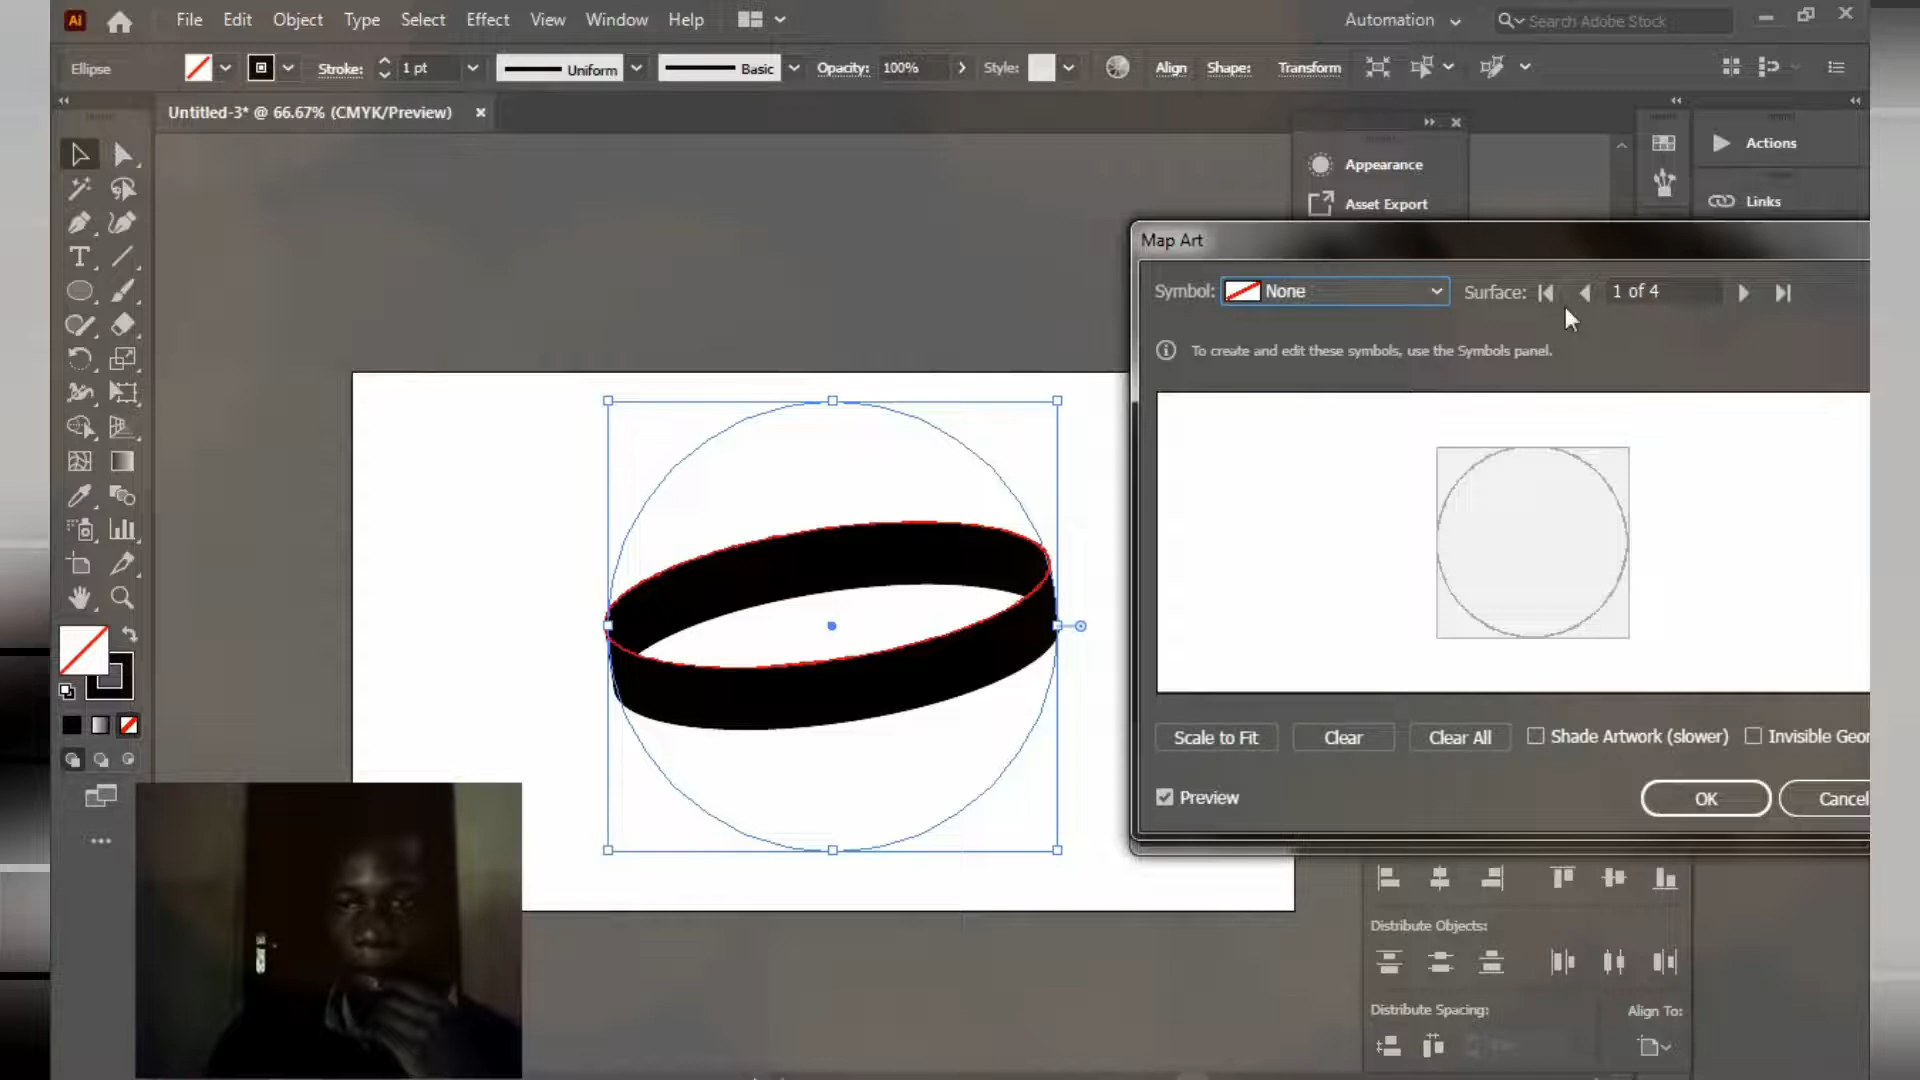 Ai File Edit Object Type Select Effect View Window Help Automation Search Adobe Stock
Ellipse Stroke: 1 pt Uniform Basic Opacity: 100% Style: Align Shape: Transform
Untitled-3* @ 66.67% (CMYK/Preview)
Actions
Appearance
Links
Asset Export
Map Art
Symbol: None Surface: 1 of 4
To create and edit these symbols, use the Symbols panel.
Scale to Fit Clear Clear All Shade Artwork (slower) Invisible Geor
Preview OK Cancel
Distribute Objects:
Distribute Spacing: Align To: